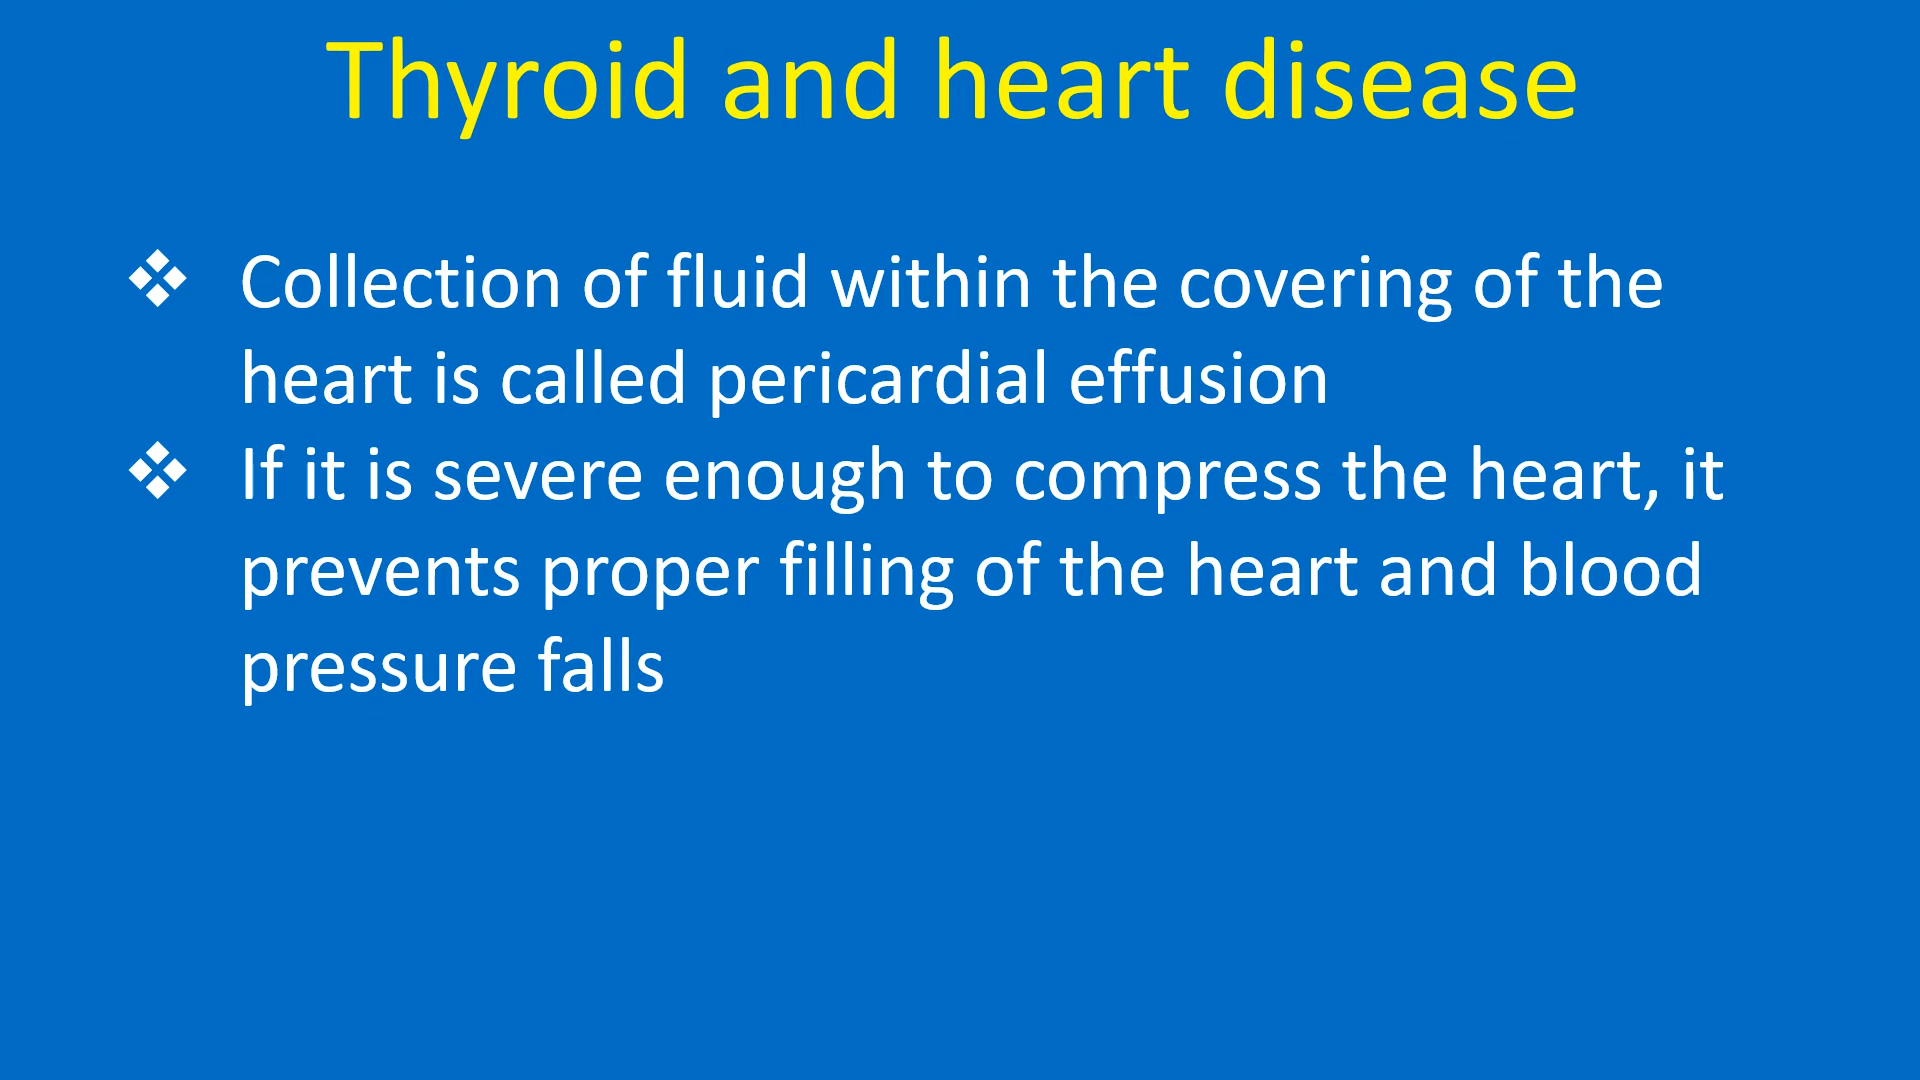 Thyroid and heart disease
❖ Collection of fluid within the covering of the
heart is called pericardial effusion
❖ If it is severe enough to compress the heart, it
prevents proper filling of the heart and blood
pressure falls